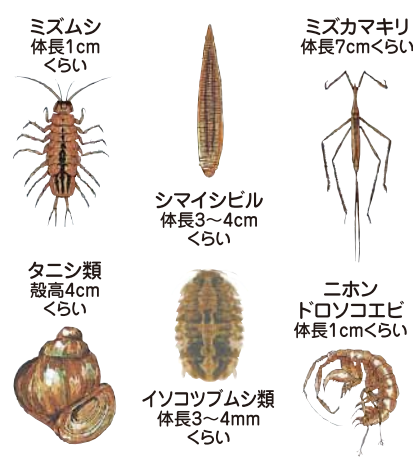 ミズムシ
体長1cm
くらい
シマイシビル
体長3〜4cm
くらい
ミズカマキリ
体長7cmくらい
タニシ類
殻高4cm
くらい
イソコツブムシ類
体長3〜4mm
くらい
ニホン
ドロソコエビ
体長1cmくらい